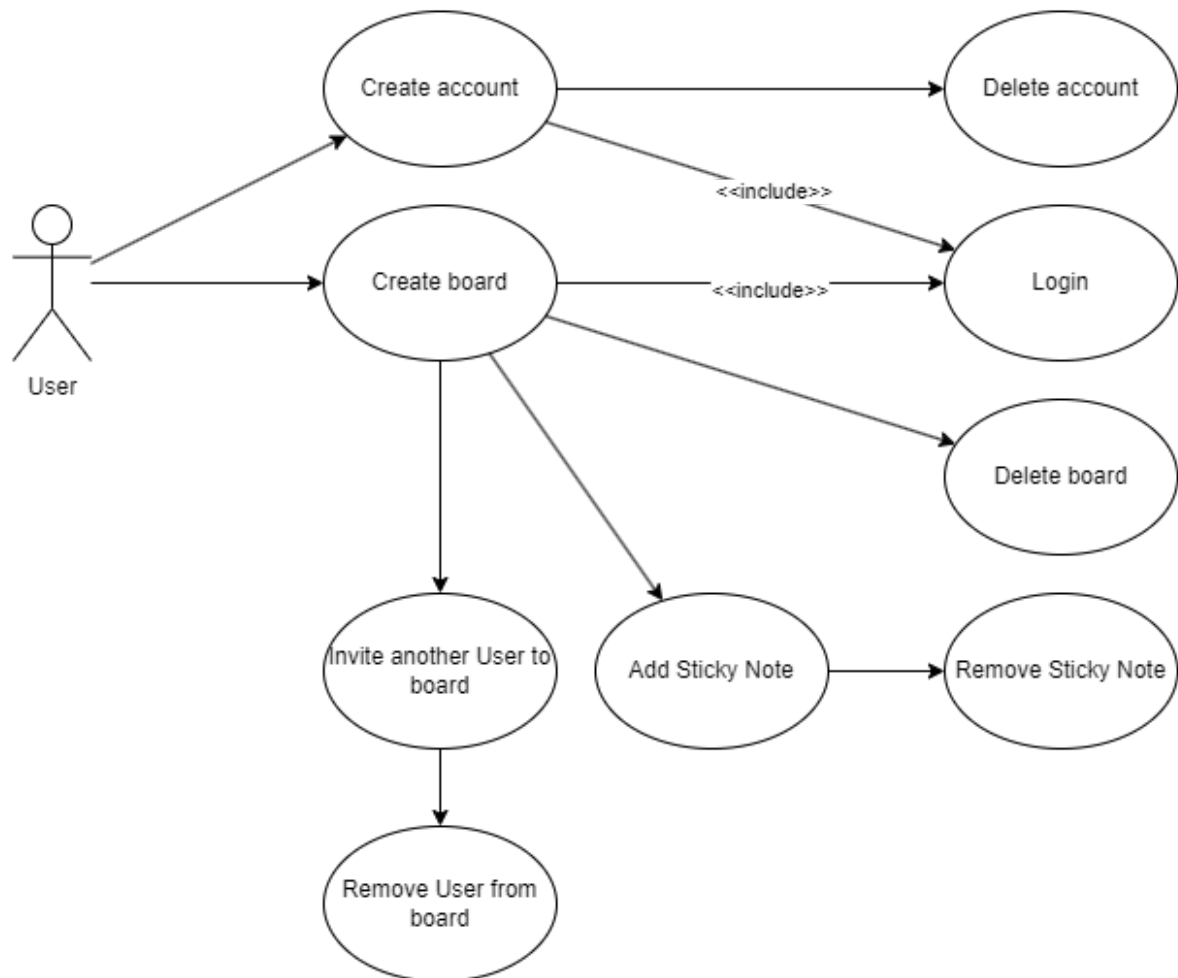 Create account
Delete account
<<include>>
Create board
<<include>>
Login
User
Delete board
Invite another User to
board
Add Sticky Note
Remove Sticky Note
Remove User from
board